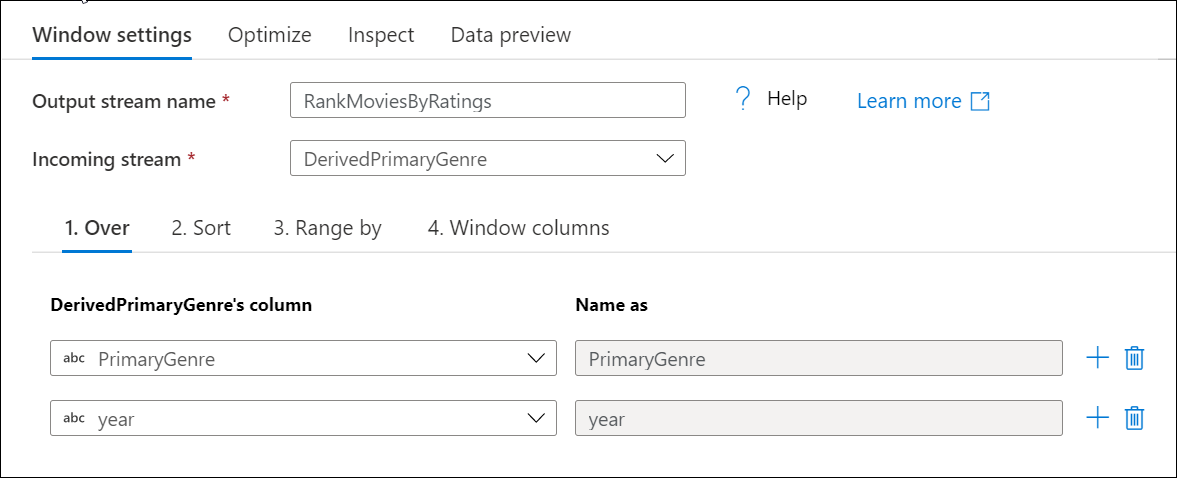 Window settings Optimize Inspect Data preview
Output stream name * RankMoviesByRatings ? Help Learn more
Incoming stream * DerivedPrimaryGenre
1. Over 2. Sort 3. Range by 4. Window columns
DerivedPrimaryGenre's column Name as
abc PrimaryGenre PrimaryGenre
abc year year